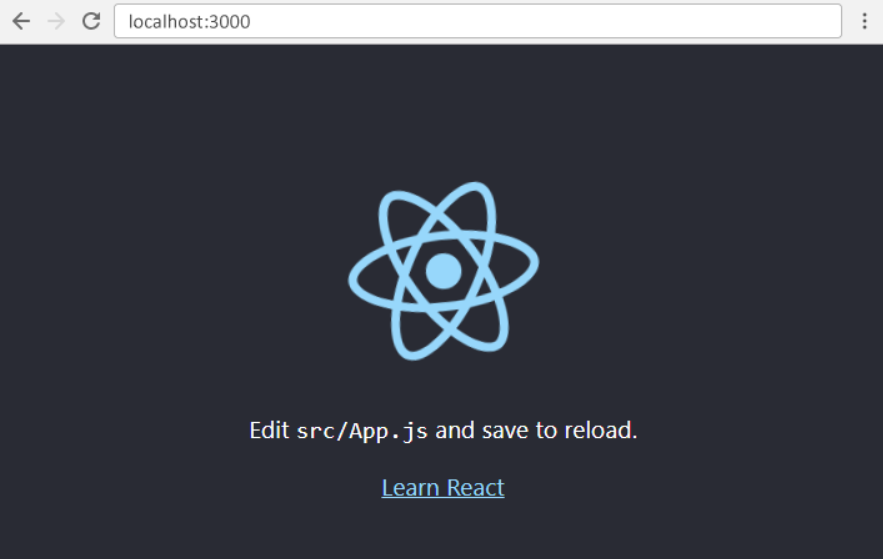 localhost:3000
Edit src/App.js and save to reload.
Learn React